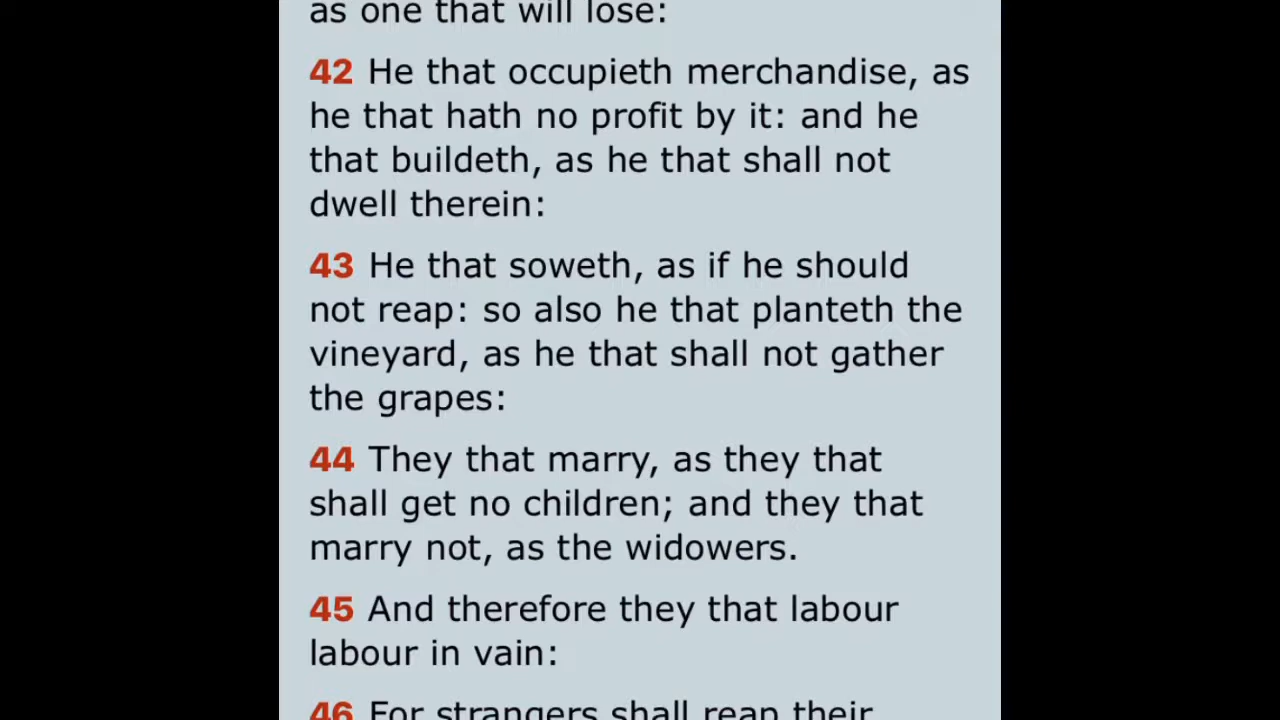 as one that will lose:
42 He that occupieth merchandise, as
he that hath no profit by it: and he
that buildeth, as he that shall not
dwell therein:
43 He that soweth, as if he should
not reap: so also he that planteth the
vineyard, as he that shall not gather
the grapes:
44 They that marry, as they that
shall get no children; and they that
marry not, as the widowers.
45 And therefore they that labour
labour in vain:
46 For strangers shall reap their